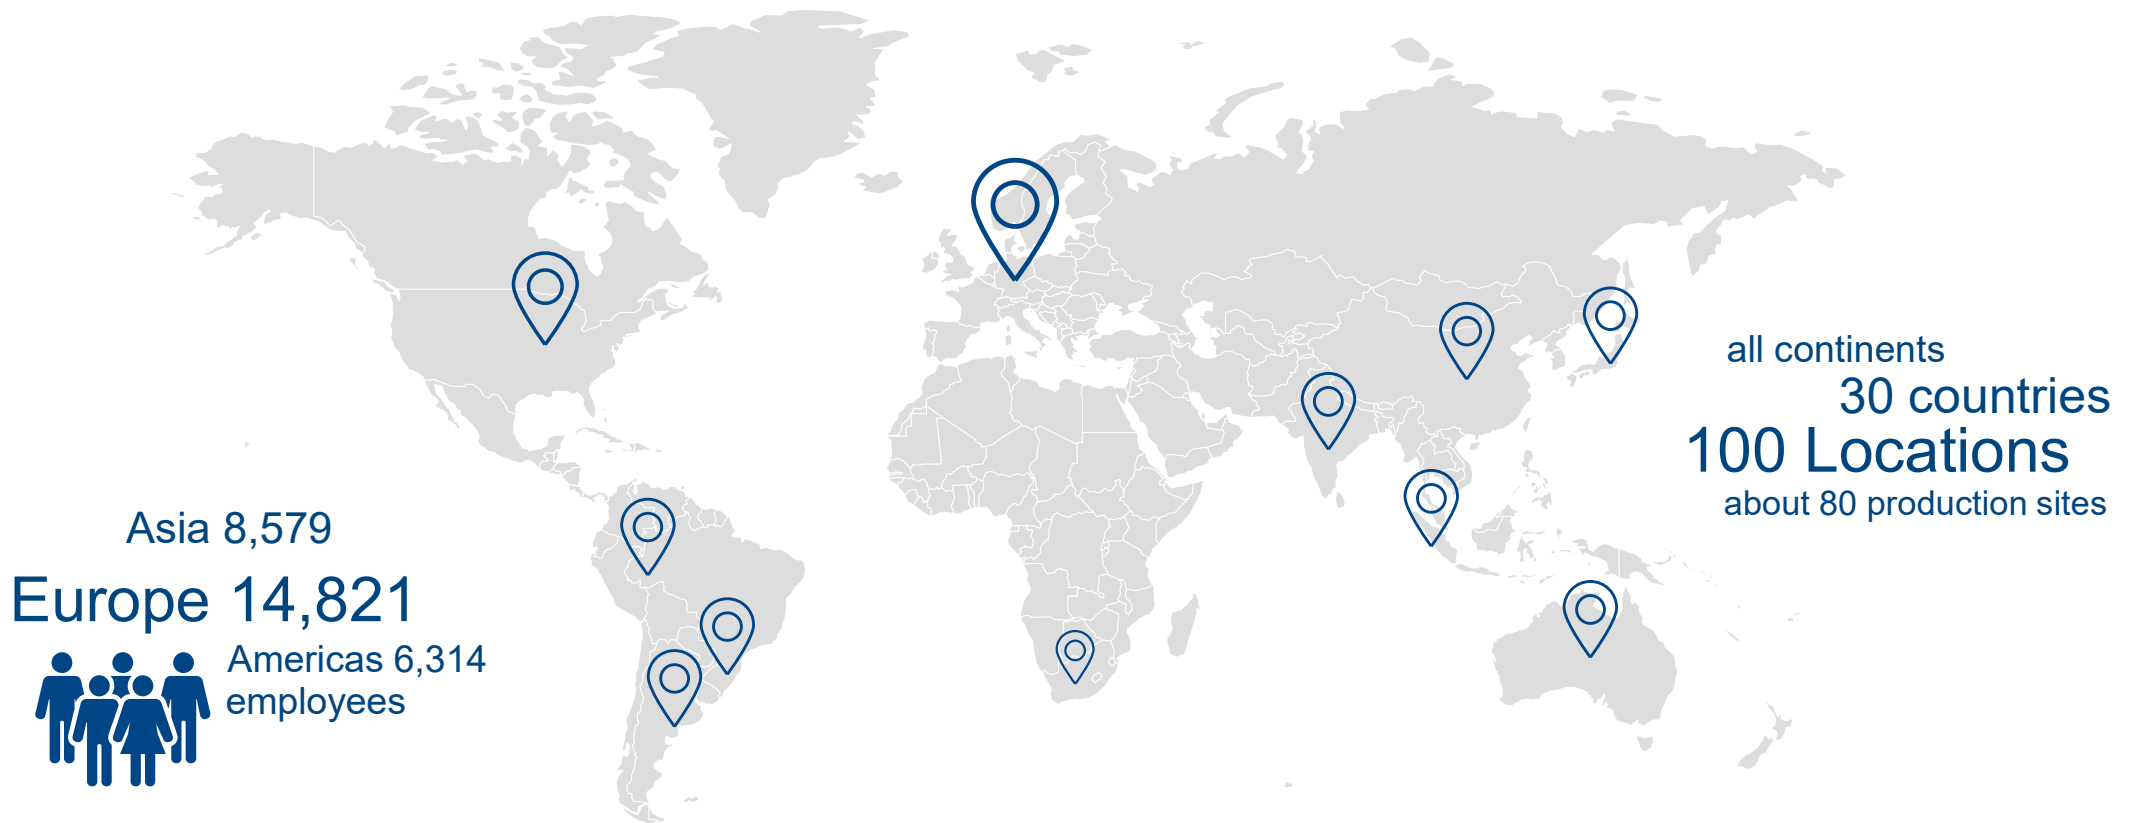 all continents
30 countries
100 Locations
about 80 production sites
Asia 8,579
Europe 14,821
Americas 6,314
employees